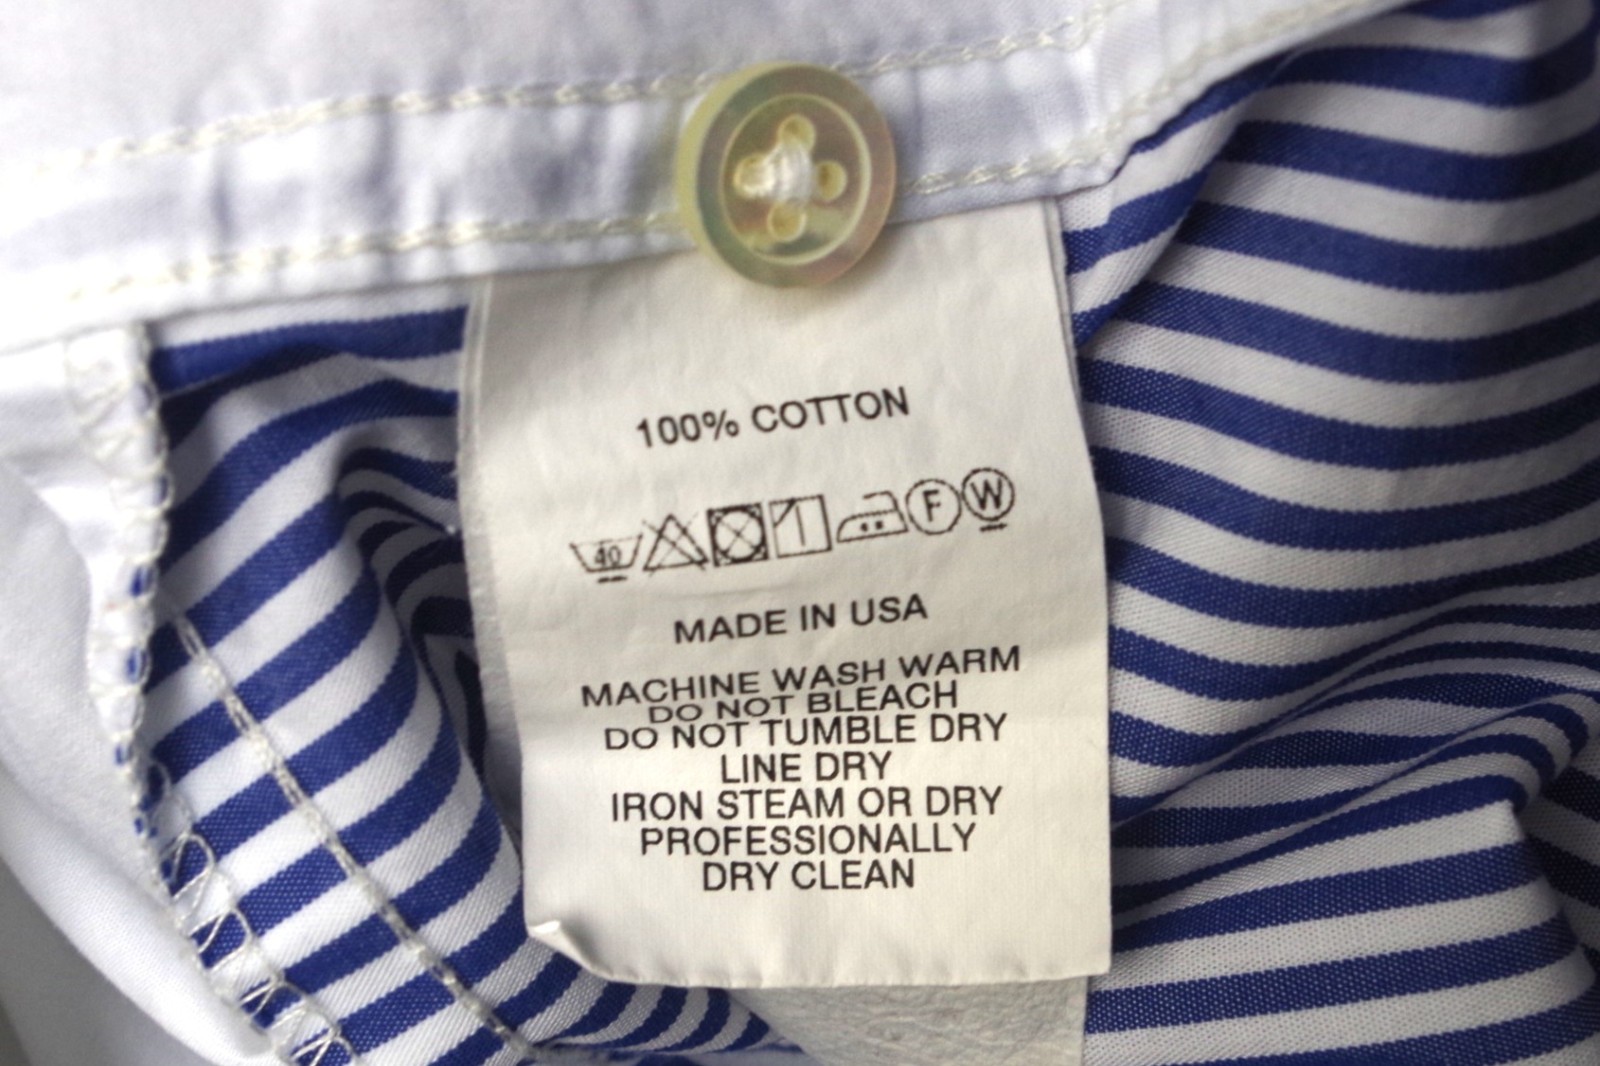 100% COTTON
40 F W
MADE IN USA
MACHINE WASH WARM
DO NOT BLEACH
DO NOT TUMBLE DRY
LINE DRY
IRON STEAM OR DRY
PROFESSIONALLY
DRY CLEAN